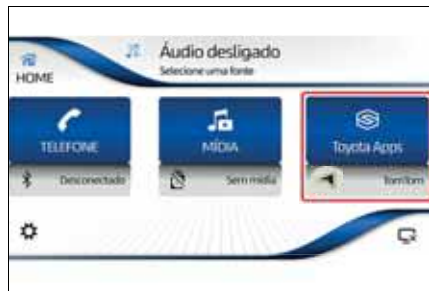 Áudio desligado
Selecione uma fonte
HOME
TELEFONE
MÍDIA
Toyota Apps
Desconectado
Sem mídia
TomTom